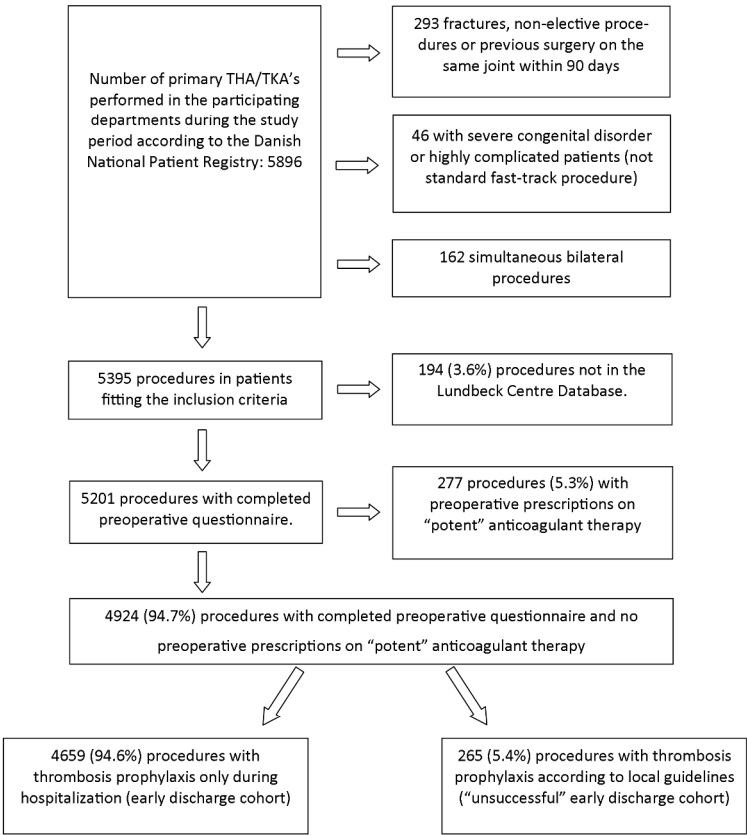 Number of primary THA/TKA's
performed in the participating
departments during the study
period according to the Danish
National Patient Registry: 5896
293 fractures, non-elective proce-
dures or previous surgery on the
same joint within 90 days
46 with severe congenital disorder
or highly complicated patients (not
standard fast-track procedure)
162 simultaneous bilateral
procedures
5395 procedures in patients
fitting the inclusion criteria
194 (3.6%) procedures not in the
Lundbeck Centre Database.
5201 procedures with completed
preoperative questionnaire.
277 procedures (5.3%) with
preoperative prescriptions on
“potent” anticoagulant therapy
4924 (94.7%) procedures with completed preoperative questionnaire and no
preoperative prescriptions on “potent” anticoagulant therapy
4659 (94.6%) procedures with
thrombosis prophylaxis only during
hospitalization (early discharge cohort)
265 (5.4%) procedures with thrombosis
prophylaxis according to local guidelines
(“unsuccessful” early discharge cohort)